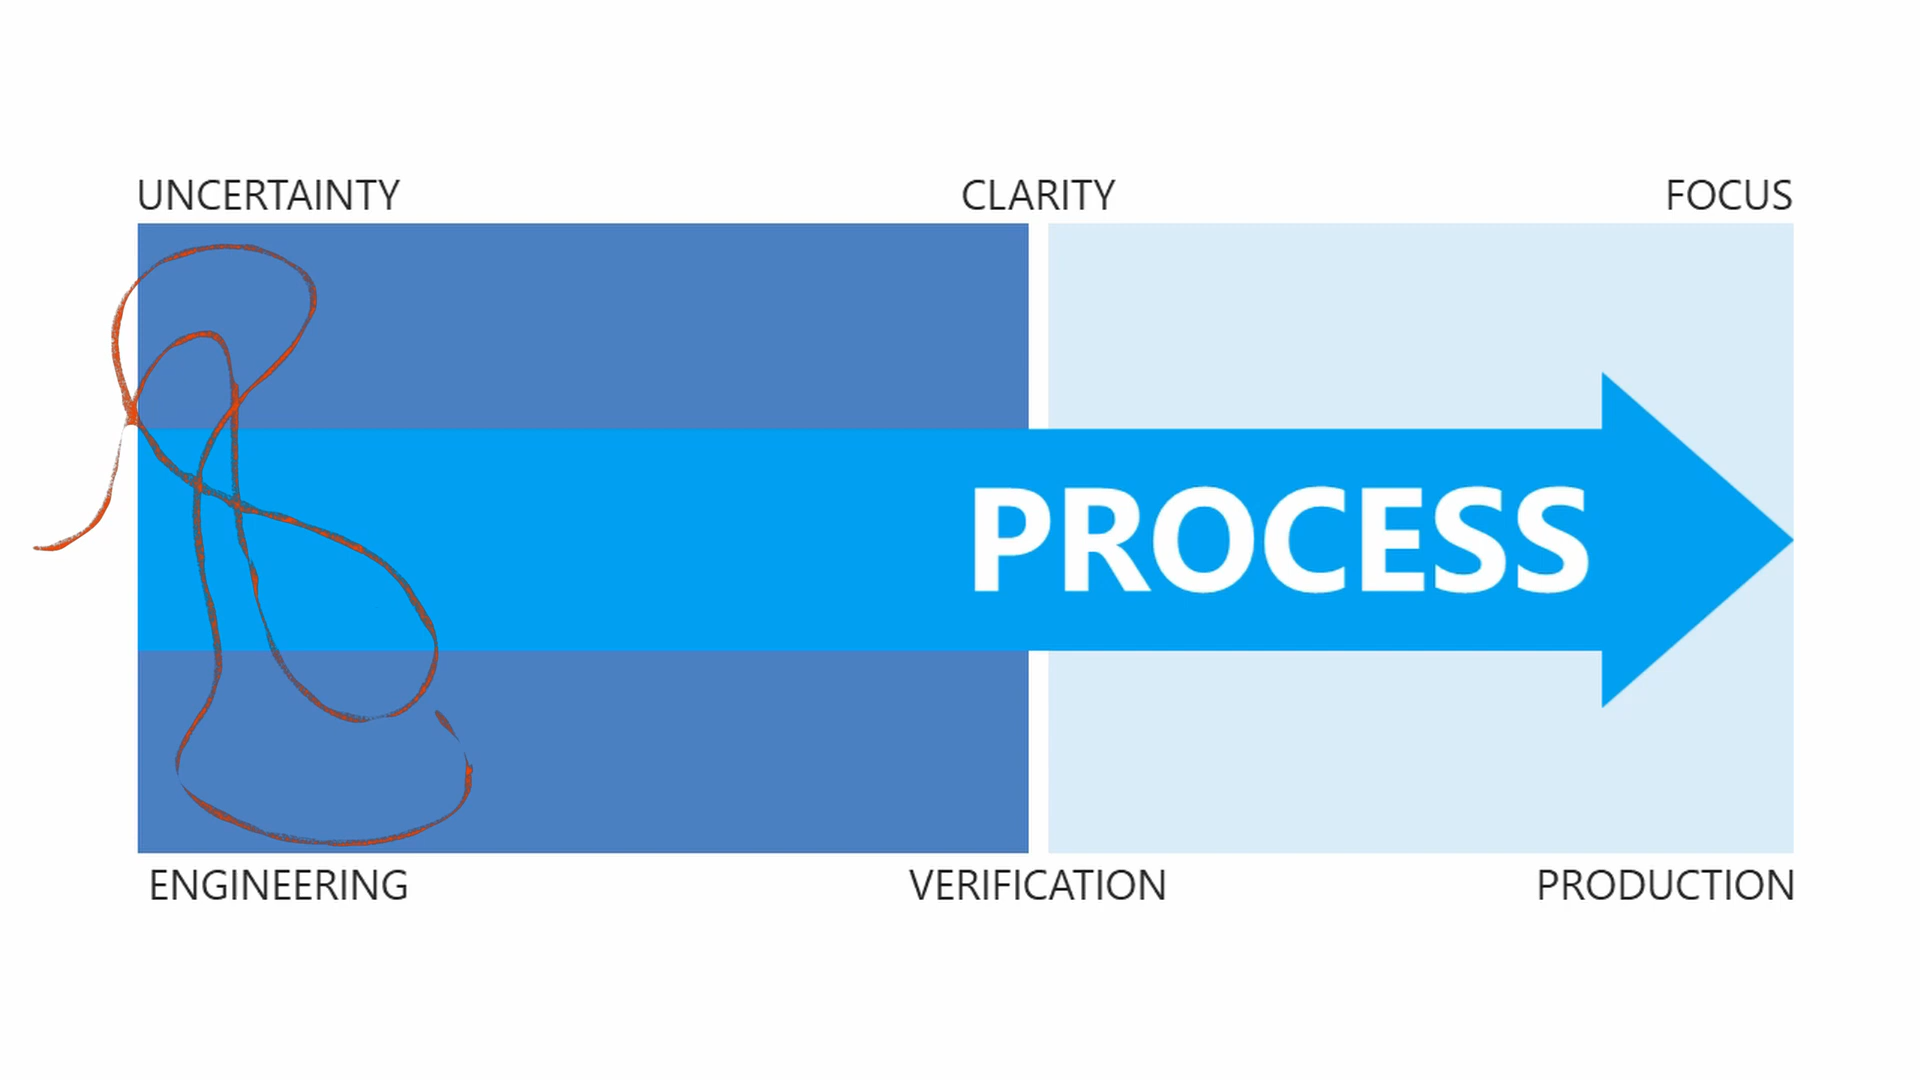 UNCERTAINTY
CLARITY
FOCUS
PROCESS
ENGINEERING
VERIFICATION
PRODUCTION